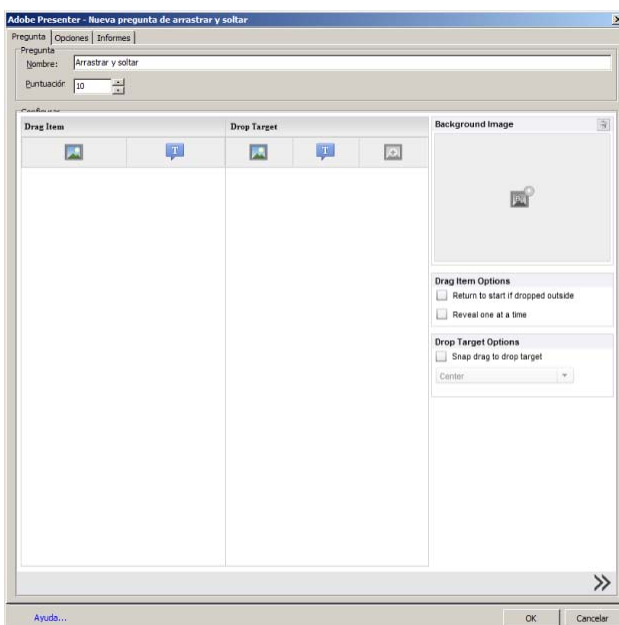 Adobe Presenter - Nueva pregunta de arrastrar y soltar
Pregunta Opciones Informes
Pregunta
Nombre: Arrastrar y soltar
Puntuación 10
Configurar
Drag Item
Drop Target
T
T
Background Image
Drag Item Options
Return to start if dropped outside
Reveal one at a time
Drop Target Options
Snap drag to drop target
Center
Ayuda...
OK Cancelar